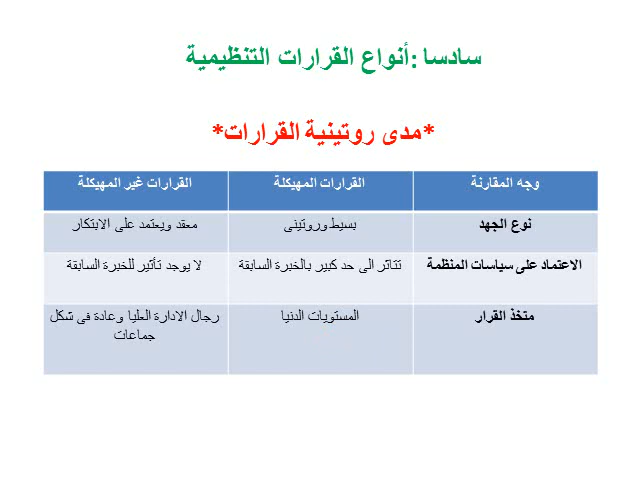 سادسا :أنواع القرارات التنظيمية
*مدى روتينية القرارات*
وجه المقارنة القرارات المهيكلة القرارات غير المهيكلة
نوع الجهد بسيط وروتينى معقد ويعتمد على الابتكار
الاعتماد على سياسات المنظمة تتاثر الى حد كبير بالخبرة السابقة لا يوجد تأثير للخبرة السابقة
متخذ القرار المستويات الدنيا رجال الادارة العليا وعادة فى شكل
جماعات